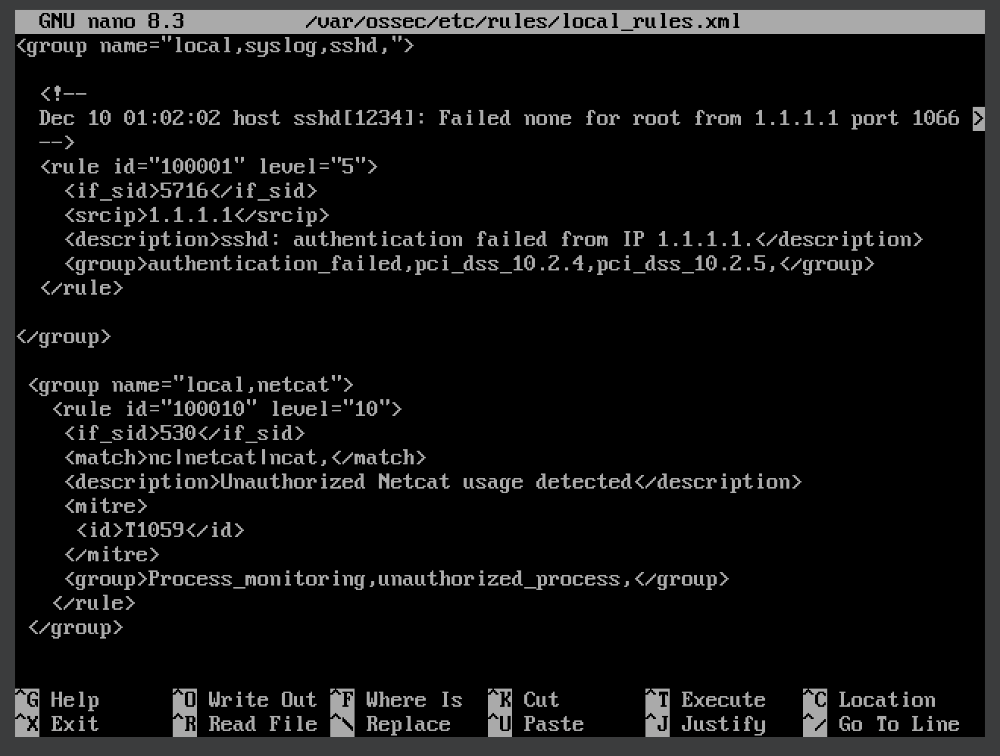 GNU nano 8.3 /var/ossec/etc/rules/local_rules.xml
<group name="local,syslog,sshd,">
<!--
Dec 10 01:02:02 host sshd[1234]: Failed none for root from 1.1.1.1 port 1066 >
-->
<rule id="100001" level="5">
<if_sid>5716</if_sid>
<srcip>1.1.1.1</srcip>
<description>sshd: authentication failed from IP 1.1.1.1.</description>
<group>authentication_failed,pci_dss_10.2.4,pci_dss_10.2.5,</group>
</rule>
</group>
<group name="local,netcat">
<rule id="100010" level="10">
<if_sid>530</if_sid>
<match>nc|netcat|ncat,</match>
<description>Unauthorized Netcat usage detected</description>
<mitre>
<id>T1059</id>
</mitre>
<group>Process_monitoring,unauthorized_process,</group>
</rule>
</group>
^G Help ^O Write Out ^F Where Is ^K Cut ^T Execute ^C Location
^X Exit ^R Read File ^\ Replace ^U Paste ^J Justify ^/ Go To Line